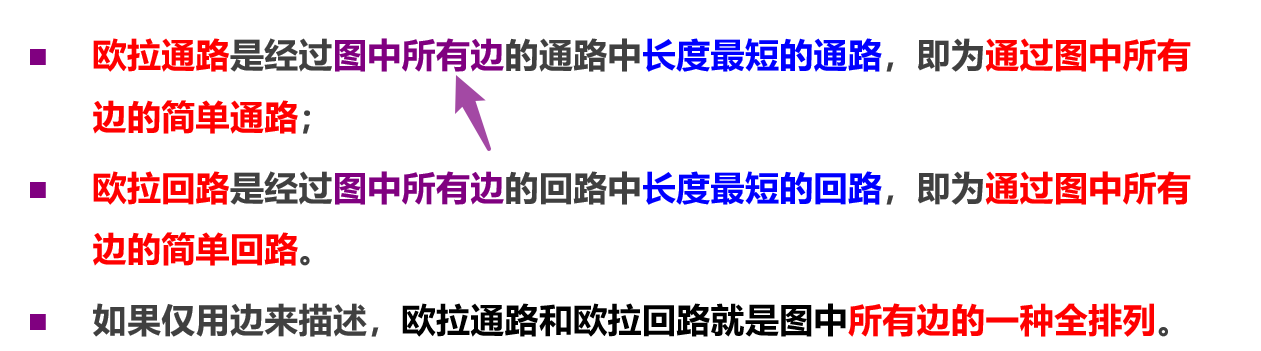 欧拉通路是经过图中所有边的通路中长度最短的通路，即为通过图中所有
边的简单通路；
欧拉回路是经过图中所有边的回路中长度最短的回路，即为通过图中所有
边的简单回路。
如果仅用边来描述，欧拉通路和欧拉回路就是图中所有边的一种全排列。